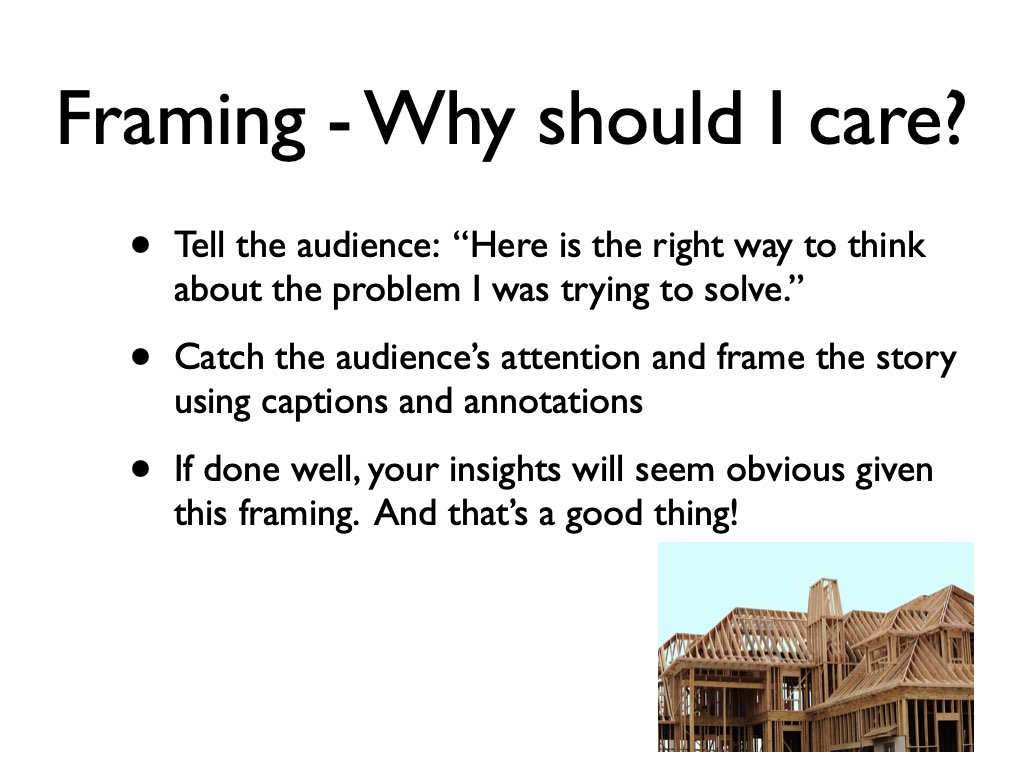 Framing - Why should I care?
• Tell the audience: “Here is the right way to think
about the problem I was trying to solve.”
• Catch the audience’s attention and frame the story
using captions and annotations
• If done well, your insights will seem obvious given
this framing. And that’s a good thing!